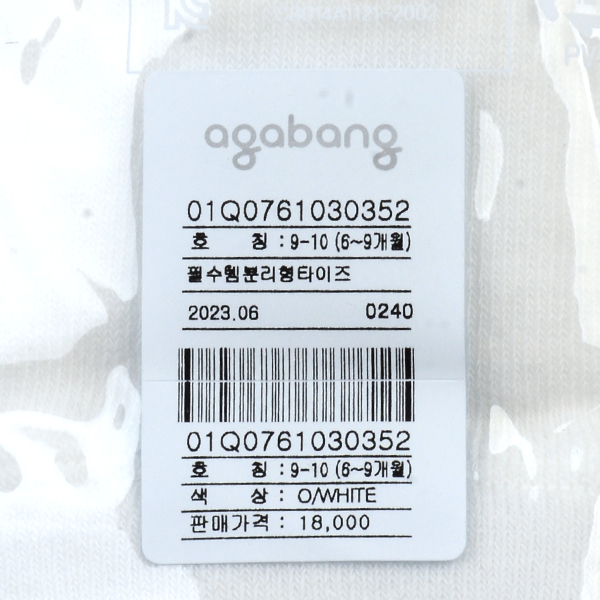 agabang
01Q0761030352
호 칭 : 9-10 (6~9개월)
필수웜분리형타이즈
2023.06 0240
01Q0761030352
호 칭 : 9-10 (6~9개월)
색 상 : O/WHITE
판매가격 : 18,000